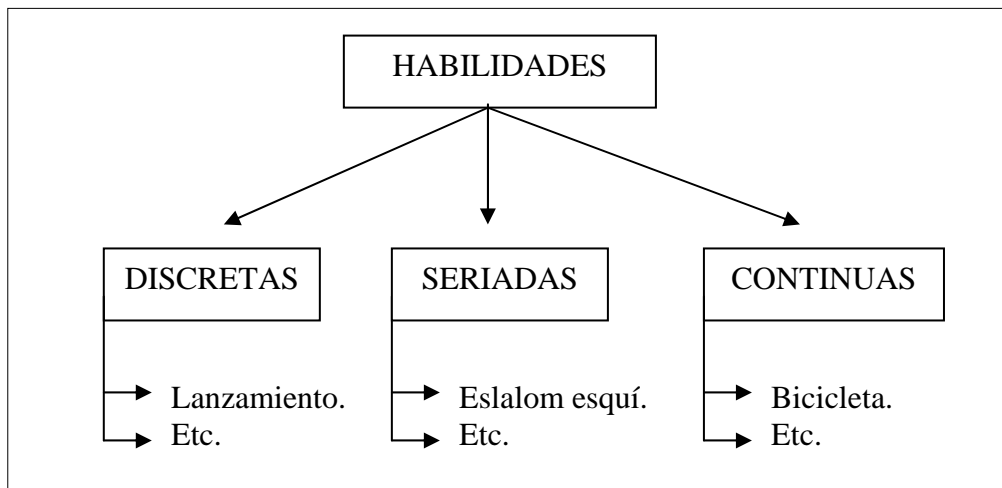 HABILIDADES
DISCRETAS
SERIADAS
CONTINUAS
Lanzamiento.
Etc.
Eslalom esquí.
Etc.
Bicicleta.
Etc.